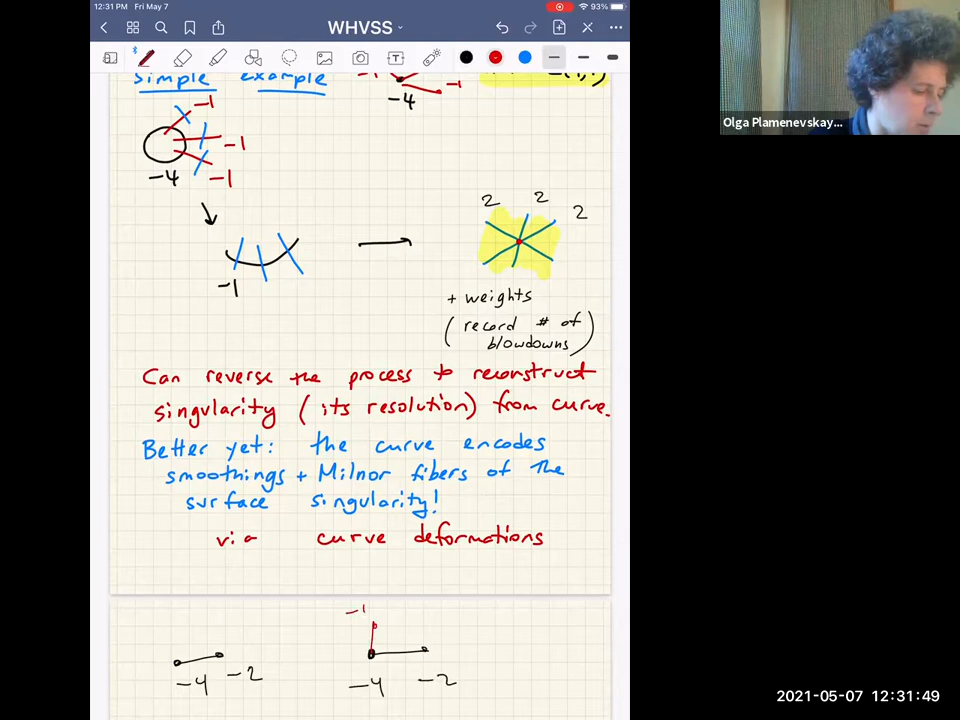 12:31 PM Fri May 7
93%
WHVSS
simple example
-1
-1
-4
-1
-1
-1
-4
2
2
2
-1
+ weights
(record # of
blowdowns)
Can reverse the process to reconstruct
singularity (its resolution) from curve.
Better yet: the curve encodes
smoothings + Milnor fibers of the
surface singularity!
via curve deformations
-1
-4 -2
-4 -2
Olga Plamenevskay...
2021-05-07 12:31:49